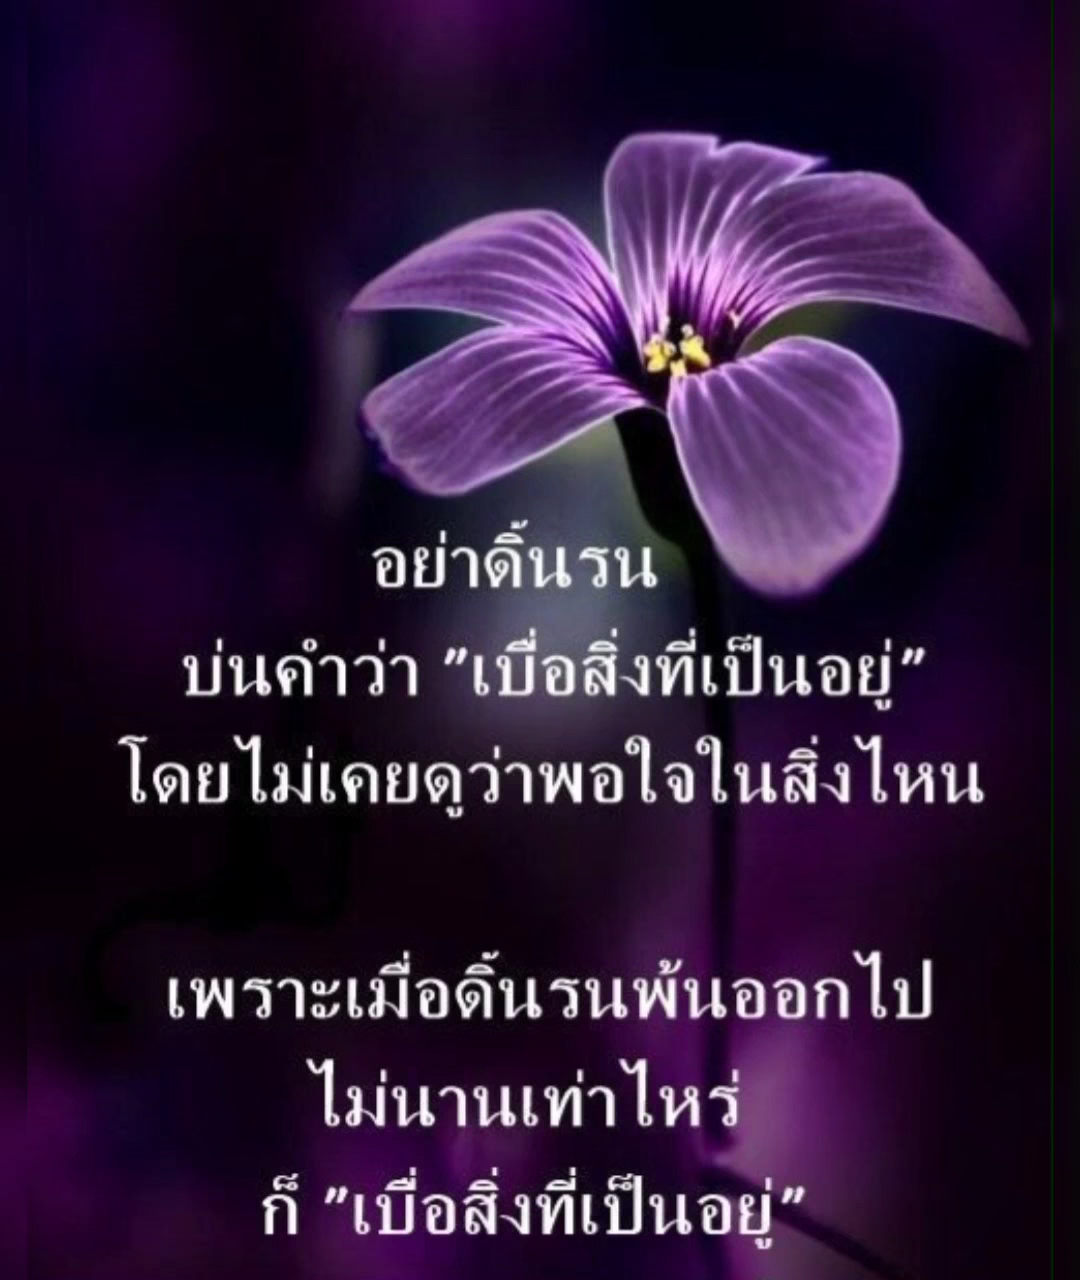 อย่าดิ้นรน
บ่นคำว่า "เบื่อสิ่งที่เป็นอยู่"
โดยไม่เคยดูว่าพอใจในสิ่งไหน
เพราะเมื่อดิ้นรนพ้นออกไป
ไม่นานเท่าไหร่
ก็ "เบื่อสิ่งที่เป็นอยู่"